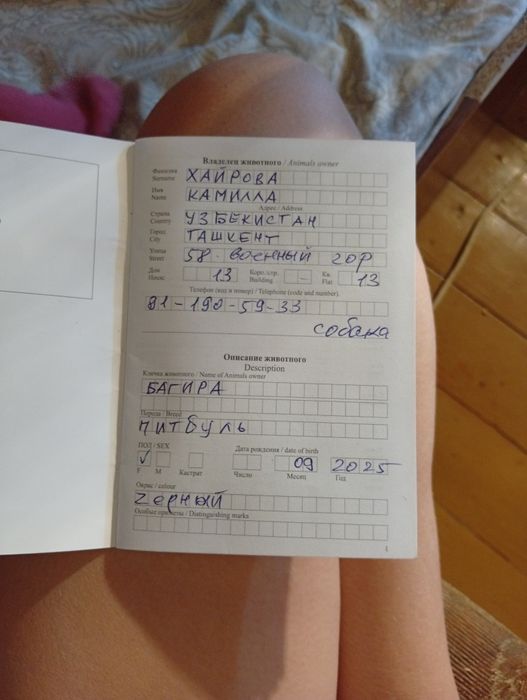 Владелец животного / Animals owner
Фамилия Surname ХАЙРОВА
Имя Name КАМИЛЛА
Адрес / Address
Страна Country УЗБЕКИСТАН
Город City ТАШКЕНТ
Улица Street 58 военный гор
Дом House 13 Корп./стр. Building - Кв. Flat 13
Телефон (код и номер) / Telephone (code and number)
91-190-59-33
собака
Описание животного
Description
Кличка животного / Name of Animals owner
БАГИРА
Порода / Breed
питбуль
ПОЛ / SEX Дата рождения / date of birth
✓ 09 2025
F M Кастрат Число Месяц Год
Окрас / colour
черный
Особые приметы / Distinguishing marks
1